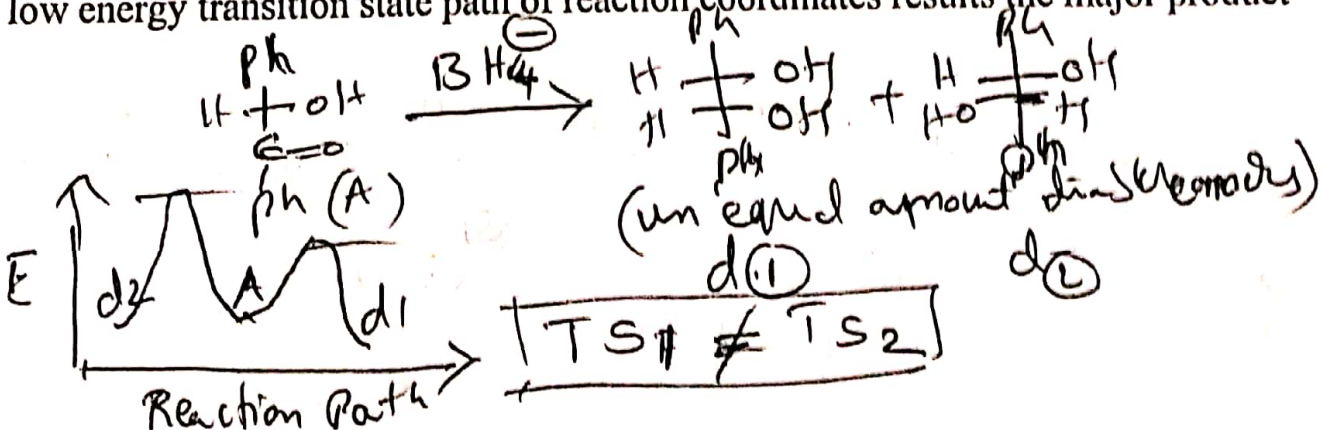 low energy transition state path of reaction coordinates results the major product
Ph
H OH
C=O
ph (A)
BH4⊖
Ph
H OH
H OH
Ph
+
Ph
H OH
HO H
Ph
(un equal amount diastereomers)
d①
d②
E
d2
A
d1
Reaction Path
TS1 ≠ TS2